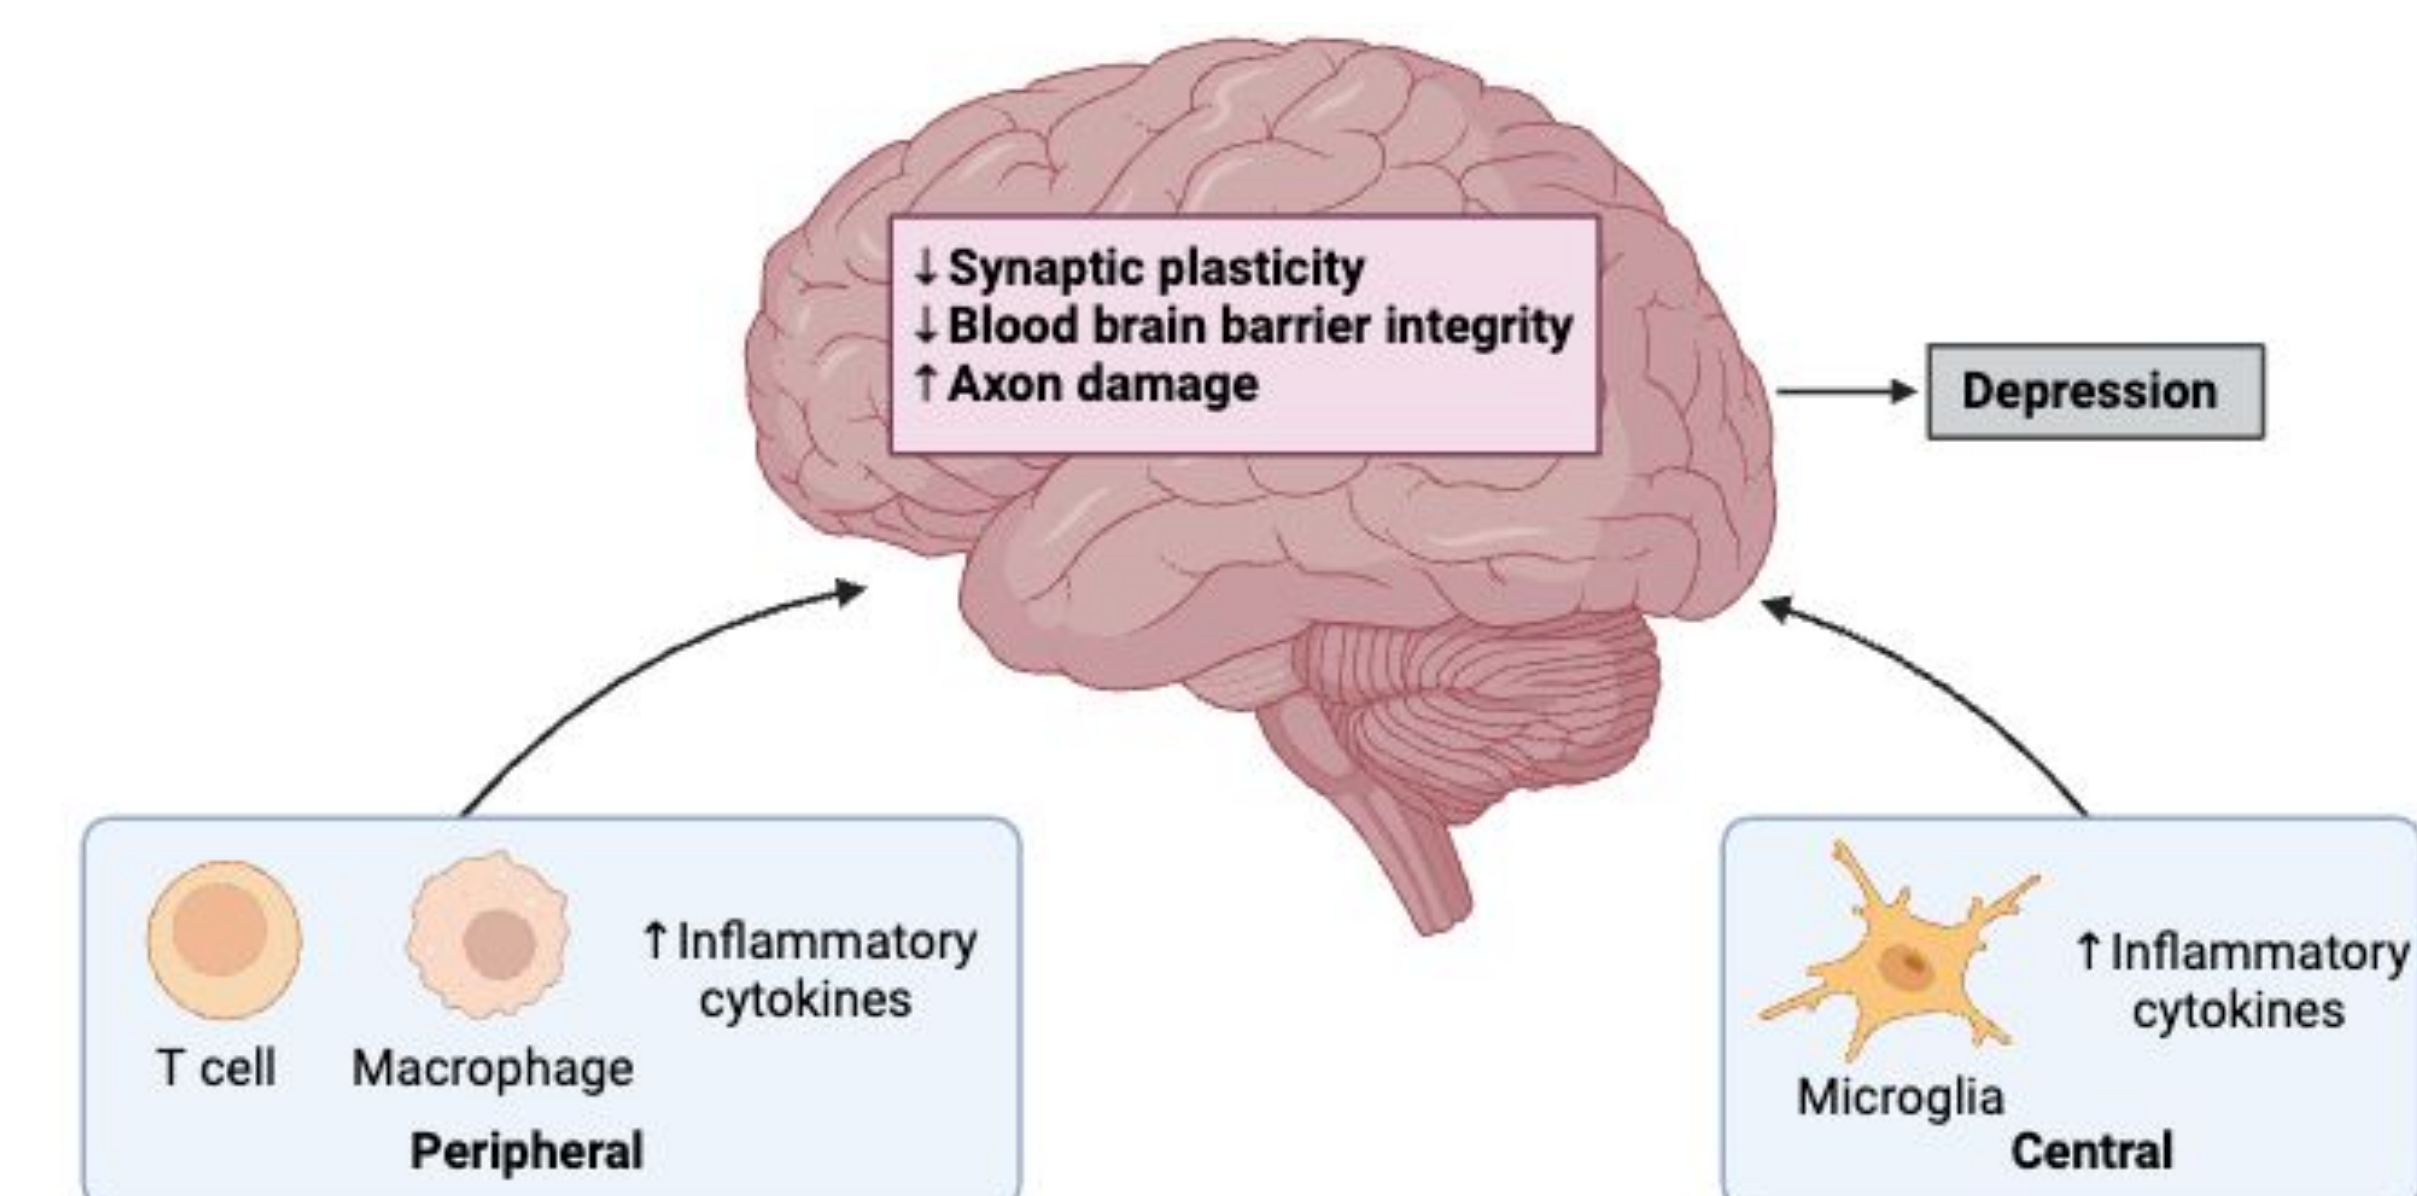 ↓Synaptic plasticity
↓Blood brain barrier integrity
↑Axon damage
Depression
↑Inflammatory
cytokines
T cell
Macrophage
Peripheral
↑Inflammatory
cytokines
Microglia
Central